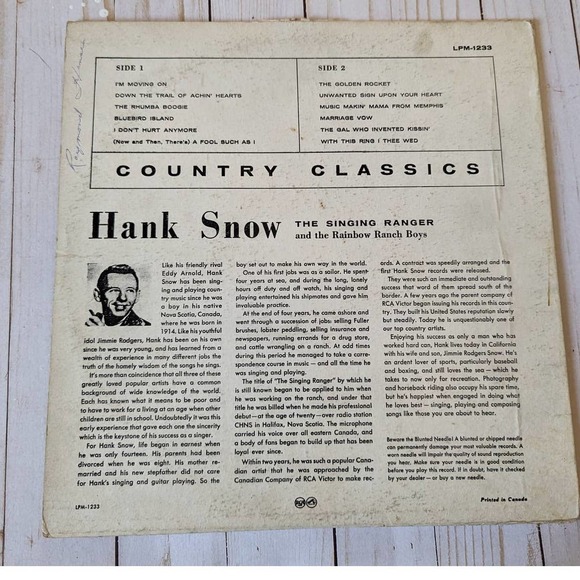 LPM-1233
SIDE 1
I'M MOVING ON
DOWN THE TRAIL OF ACHIN' HEARTS
THE RHUMBA BOOGIE
BLUEBIRD ISLAND
I DON'T HURT ANYMORE
(Now and Then, There's) A FOOL SUCH AS I
SIDE 2
THE GOLDEN ROCKET
UNWANTED SIGN UPON YOUR HEART
MUSIC MAKIN' MAMA FROM MEMPHIS
MARRIAGE VOW
THE GAL WHO INVENTED KISSIN'
WITH THIS RING I THEE WED
Raymond
COUNTRY CLASSICS
Hank Snow THE SINGING RANGER
and the Rainbow Ranch Boys
Like his friendly rival
Eddy Arnold, Hank
Snow has been sing-
ing and playing coun-
try music since he was
a boy in his native
Nova Scotia, Canada,
where he was born in
1914. Like his youthful
idol Jimmie Rodgers, Hank has been on his own
since he was very young, and has learned from a
wealth of experience in many different jobs the
truth of the homely wisdom of the songs he sings.
It's more than coincidence that all three of these
greatly loved popular artists have a common
background of wide knowledge of the world.
Each has known what it means to be poor and
to have to work for a living at an age when other
children are still in school. Undoubtedly it was this
early experience that gave each one the sincerity
which is the keystone of his success as a singer.
For Hank Snow, life began in earnest when
he was only fourteen. His parents had been
divorced when he was eight. His mother re-
married and his new stepfather did not care
for Hank's singing and guitar playing. So the
boy set out to make his own way in the world.
One of his first jobs was as a sailor. He spent
four years at sea, and during the long, lonely
hours off duty and off watch, his singing and
playing entertained his shipmates and gave him
invaluable practice.
At the end of four years, he came ashore and
went through a succession of jobs: selling Fuller
brushes, lobster peddling, selling insurance and
newspapers, running errands for a drug store,
and cattle wrangling on a ranch. At odd times
during this period he managed to take a corre-
spondence course in music — and all the time he
was singing and playing.
The title of "The Singing Ranger" by which he
is still known began to be applied to him when
he was working on the ranch, and under that
title he was billed when he made his professional
debut—at the age of twenty—over radio station
CHNS in Halifax, Nova Scotia. The microphone
carried his voice over all eastern Canada, and
a body of fans began to build up that has been
loyal ever since.
Within two years, he was such a popular Cana-
dian artist that he was approached by the
Canadian Company of RCA Victor to make rec-
ords. A contract was speedily arranged and the
first Hank Snow records were released.
They were such an immediate and outstanding
success that word of them spread south of the
border. A few years ago the parent company of
RCA Victor began issuing his records in this coun-
try. They built his United States reputation slowly
but steadily. Today he is unquestionably one of
our top country artists.
Enjoying his success as only a man who has
worked hard can, Hank lives today in California
with his wife and son, Jimmie Rodgers Snow. He's
an ardent lover of sports, particularly baseball
and boxing, and still loves the sea — which he
takes to now only for recreation. Photography
and horseback riding also occupy his spare time,
but he's happiest when engaged in doing what
he loves best — singing, playing and composing
songs like those you are about to hear.
Beware the Blunted Needle! A blunted or chipped needle
can permanently damage your most valuable records. A
worn needle will impair the quality of sound reproduction
you hear. Make sure your needle is in good condition
before you play this record. If in doubt, have it checked
by your dealer—or buy a new needle.
LPM-1233
RCA
Printed in Canada